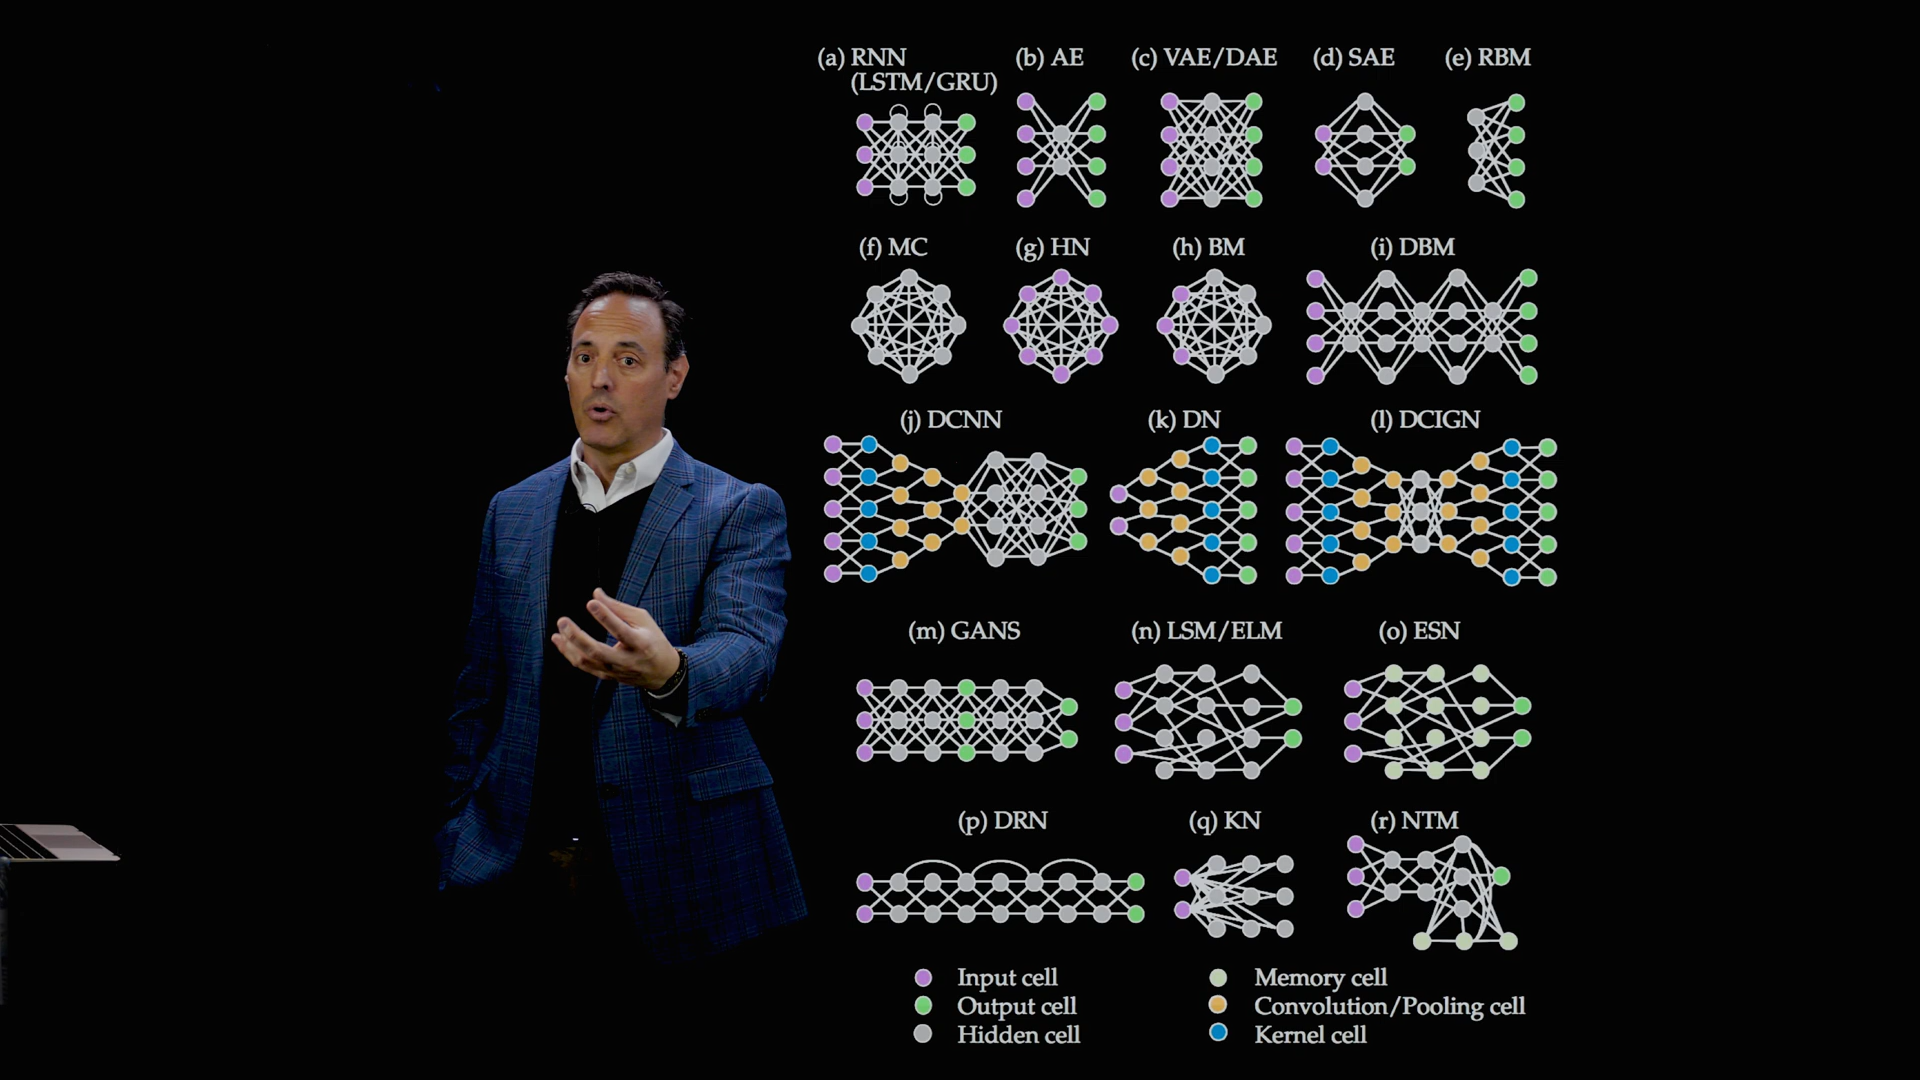 (a) RNN
(LSTM/GRU)
(b) AE
(c) VAE/DAE
(d) SAE
(e) RBM
(f) MC
(g) HN
(h) BM
(i) DBM
(j) DCNN
(k) DN
(l) DCIGN
(m) GANS
(n) LSM/ELM
(o) ESN
(p) DRN
(q) KN
(r) NTM
Input cell
Output cell
Hidden cell
Memory cell
Convolution/Pooling cell
Kernel cell